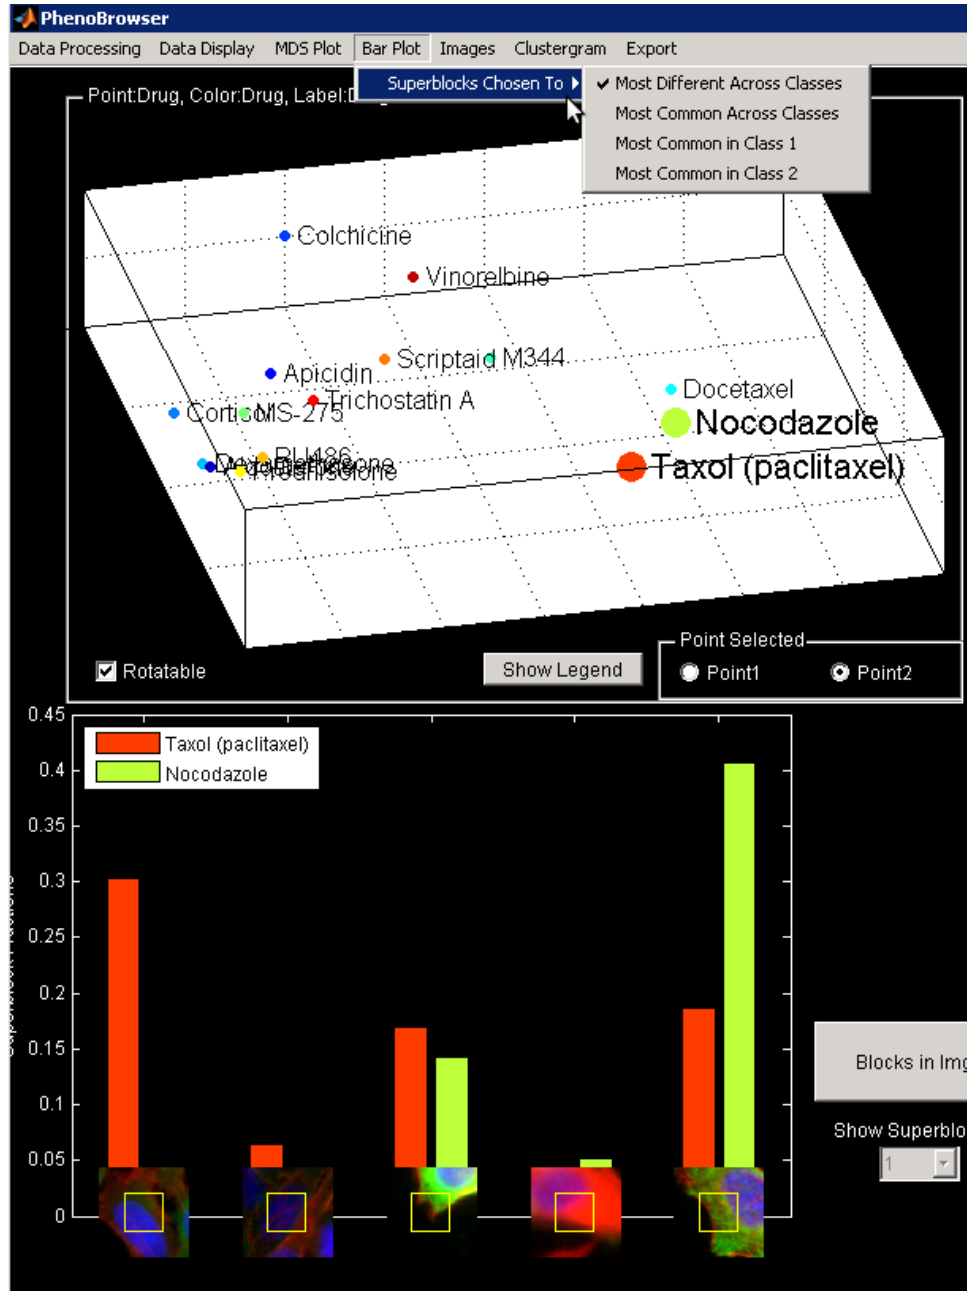 PhenoBrowser
Data Processing Data Display MDS Plot Bar Plot Images Clustergram Export
Superblocks Chosen To
Most Different Across Classes
Most Common Across Classes
Most Common in Class 1
Most Common in Class 2
Point:Drug, Color:Drug, Label:
Colchicine
Vinorelbine
Scriptaid M344
Apicidin
Trichostatin A
Docetaxel
Cortisol MS-275
Nocodazole
RU486
Taxol (paclitaxel)
Point Selected
Rotatable
Show Legend
Point1
Point2
0.45
Taxol (paclitaxel)
Nocodazole
0.4
0.35
0.3
0.25
0.2
0.15
0.1
0.05
0
Blocks in Img
Show Superblo
1